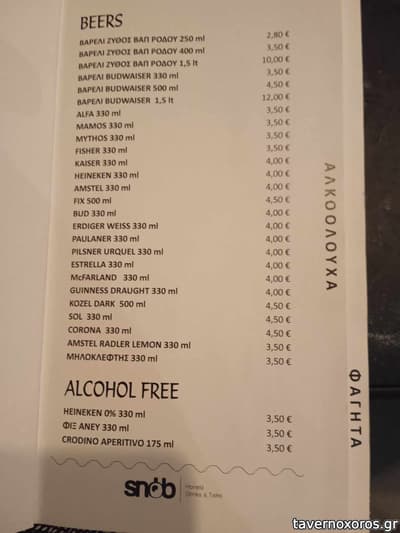 BEERS
ΒΑΡΕΛΙ ΖΥΘΟΣ ΒΑΠ ΡΟΔΟΥ 250 ml 2,80 €
ΒΑΡΕΛΙ ΖΥΘΟΣ ΒΑΠ ΡΟΔΟΥ 400 ml 3,50 €
ΒΑΡΕΛΙ ΖΥΘΟΣ ΒΑΠ ΡΟΔΟΥ 1,5 lt 10,00 €
ΒΑΡΕΛΙ BUDWAISER 330 ml 3,50 €
ΒΑΡΕΛΙ BUDWAISER 500 ml 4,50 €
ΒΑΡΕΛΙ BUDWAISER 1,5 lt 12,00 €
ALFA 330 ml 3,50 €
MAMOS 330 ml 3,50 €
MYTHOS 330 ml 3,50 €
FISHER 330 ml 3,50 €
KAISER 330 ml 4,00 €
HEINEKEN 330 ml 4,00 €
AMSTEL 330 ml 4,00 €
FIX 500 ml 4,50 €
BUD 330 ml 4,00 €
ERDIGER WEISS 330 ml 4,50 €
PAULANER 330 ml 4,50 €
PILSNER URQUEL 330 ml 4,00 €
ESTRELLA 330 ml 4,00 €
McFARLAND 330 ml 4,00 €
GUINNESS DRAUGHT 330 ml 4,00 €
KOZEL DARK 500 ml 4,50 €
SOL 330 ml 4,50 €
CORONA 330 ml 4,50 €
AMSTEL RADLER LEMON 330 ml 3,50 €
ΜΗΛΟΚΛΕΦΤΗΣ 330 ml 3,50 €
ALCOHOL FREE
HEINEKEN 0% 330 ml 3,50 €
ΦΙΞ ΑΝΕΥ 330 ml 3,50 €
CRODINO APERITIVO 175 ml 3,50 €
snob
Drinks & Tales
ΑΛΚΟΟΛΟΥΧΑ
ΦΑΓΗΤΑ
www.tavernoxoros.gr